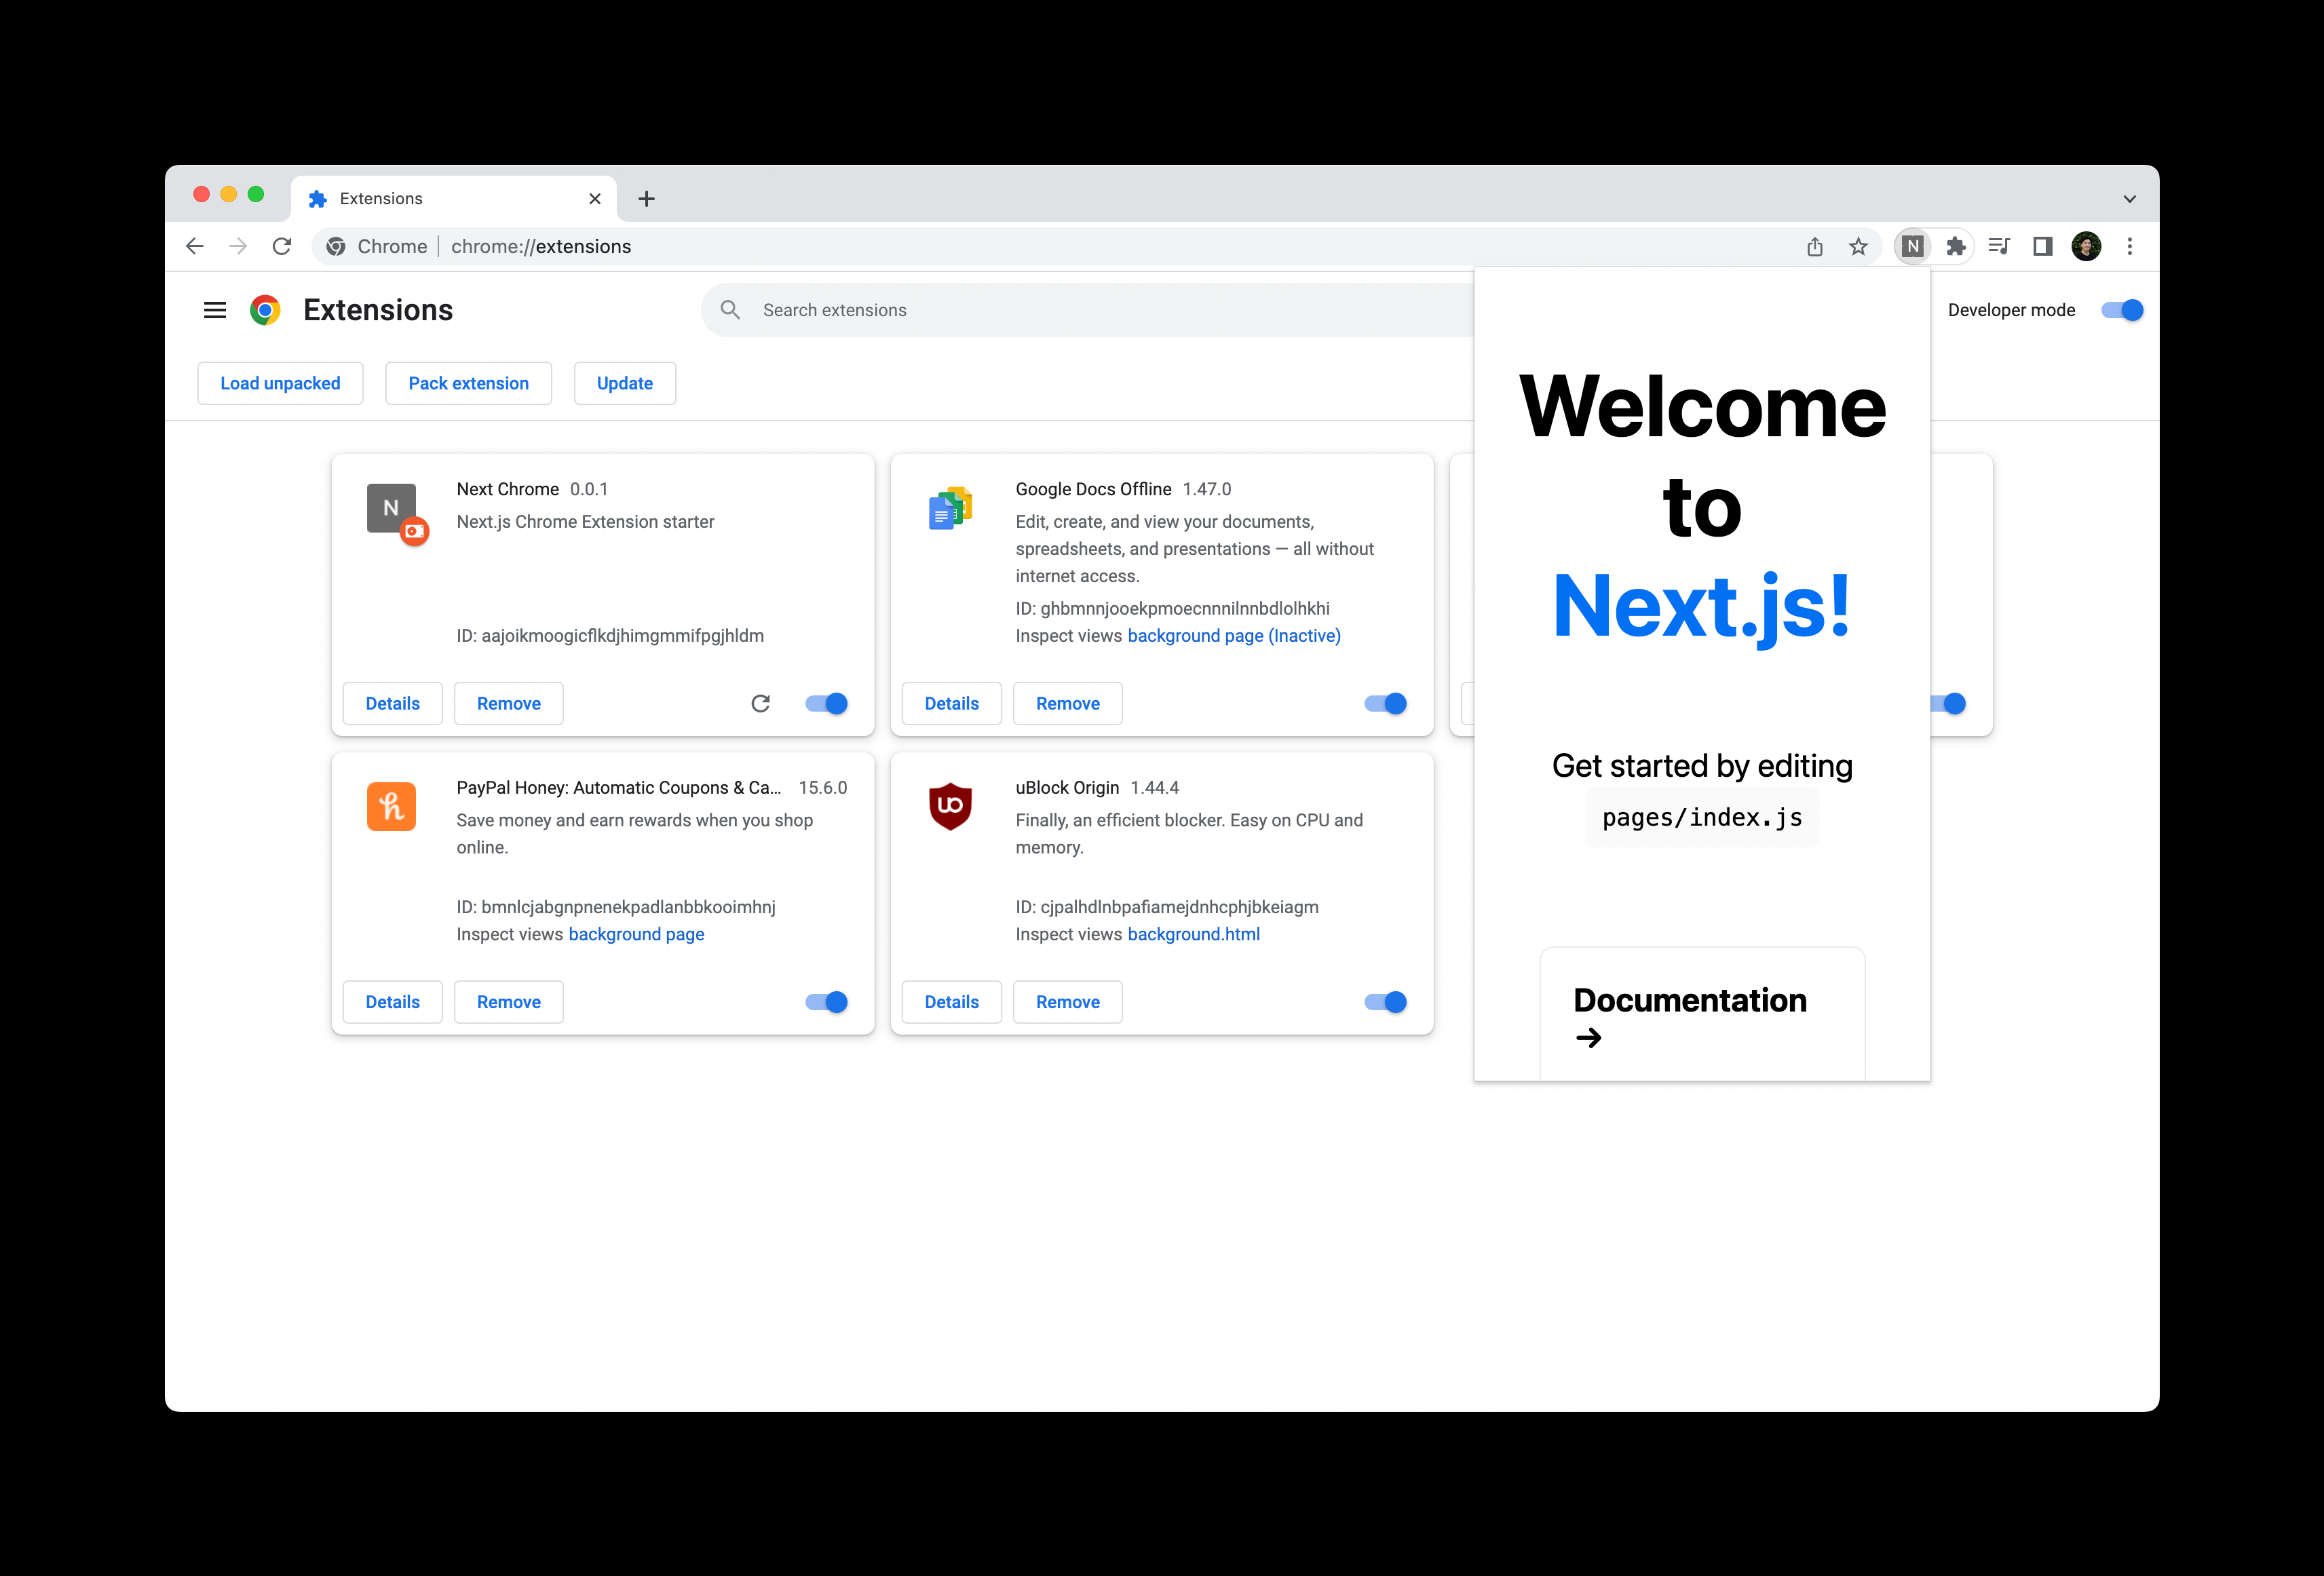 Extensions
Chrome
chrome://extensions
N
Extensions
Search extensions
Developer mode
Load unpacked
Pack extension
Update
N
Next Chrome 0.0.1
Next.js Chrome Extension starter
ID: aajoikmoogicflkdjhimgmmifpgjhldm
Details
Remove
Google Docs Offline 1.47.0
Edit, create, and view your documents,
spreadsheets, and presentations — all without
internet access.
ID: ghbmnnjooekpmoecnnnilnnbdlolhkhi
Inspect views background page (Inactive)
Details
Remove
h
PayPal Honey: Automatic Coupons & Ca... 15.6.0
Save money and earn rewards when you shop
online.
ID: bmnlcjabgnpnenekpadlanbbkooimhnj
Inspect views background page
Details
Remove
uO
uBlock Origin 1.44.4
Finally, an efficient blocker. Easy on CPU and
memory.
ID: cjpalhdlnbpafiamejdnhcphjbkeiagm
Inspect views background.html
Details
Remove
Welcome
to
Next.js!
Get started by editing
pages/index.js
Documentation
→